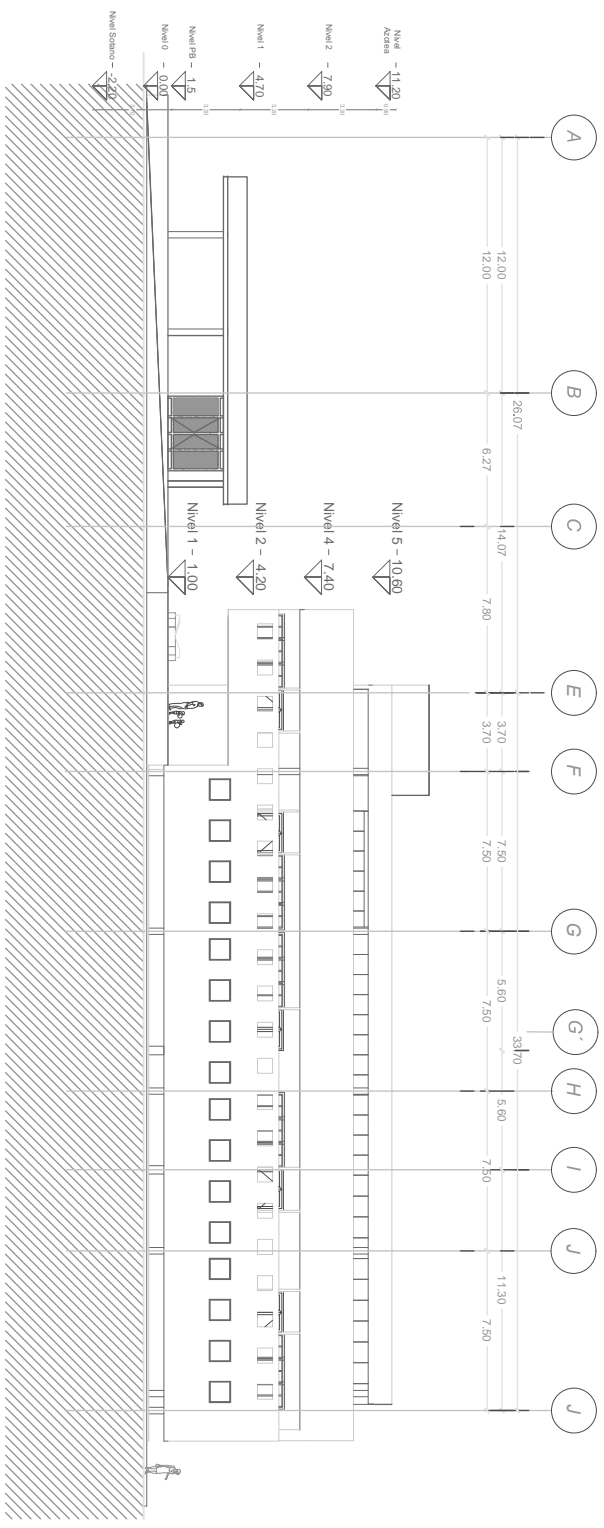 A
B
C
E
F
G
G´
H
I
J
J
26.07
33.70
12.00
14.07
3.70
7.50
5.60
5.60
11.30
12.00
6.27
7.80
3.70
7.50
7.50
7.50
7.50
Nivel
Azotea - 11.20
Nivel 2 - 7.90
Nivel 1 - 4.70
Nivel PB - 1.5
Nivel 0 - 0.00
Nivel Sotano - -2.20
Nivel 5 - 10.60
Nivel 4 - 7.40
Nivel 2 - 4.20
Nivel 1 - 1.00